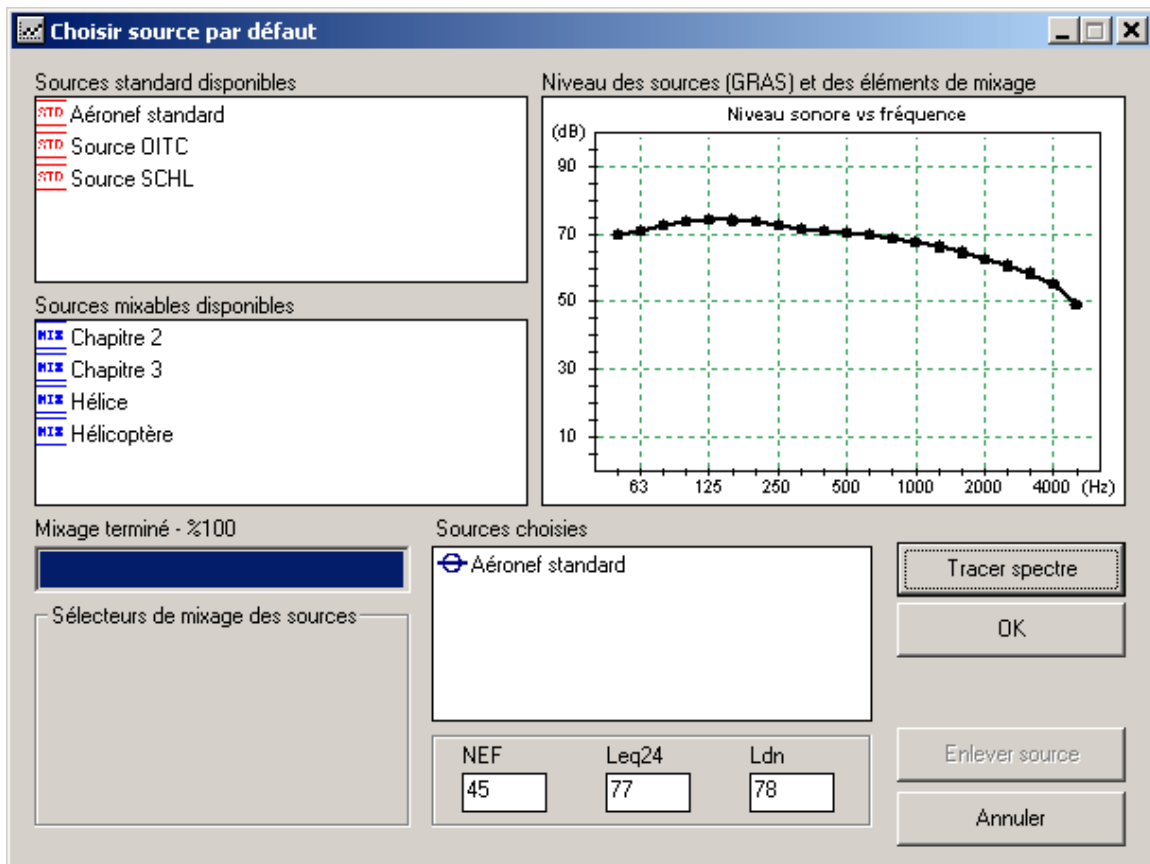 Choisir source par défaut
Sources standard disponibles
STD Aéronef standard
STD Source OITC
STD Source SCHL
Sources mixables disponibles
MIX Chapitre 2
MIX Chapitre 3
MIX Hélice
MIX Hélicoptère
Niveau des sources (GRAS) et des éléments de mixage
Niveau sonore vs fréquence
(dB)
90
70
50
30
10
63 125 250 500 1000 2000 4000 (Hz)
Mixage terminé - %100
Sélecteurs de mixage des sources
Sources choisies
Aéronef standard
NEF Leq24 Ldn
45 77 78
Tracer spectre
OK
Enlever source
Annuler